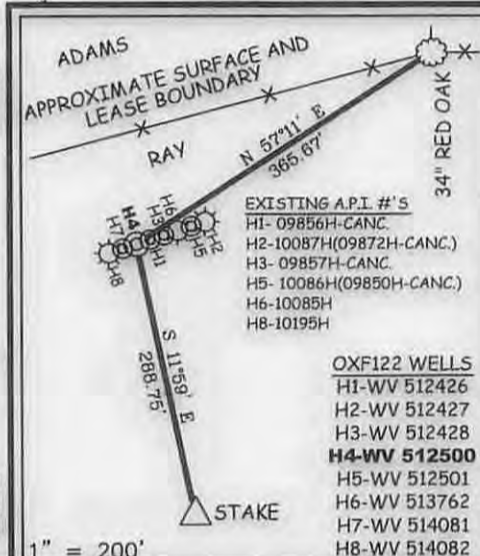 ADAMS
APPROXIMATE SURFACE AND
LEASE BOUNDARY
RAY
34" RED OAK
N 57°11' E
365.67'
H7
H4
H3
H6
H8
H1
H5
H2
EXISTING A.P.I. #'S
H1- 09856H-CANC.
H2-10087H(09872H-CANC.)
H3- 09857H-CANC.
H5- 10086H(09850H-CANC.)
H6-10085H
H8-10195H
S 11°59' E
288.75'
OXF122 WELLS
H1-WV 512426
H2-WV 512427
H3-WV 512428
H4-WV 512500
H5-WV 512501
H6-WV 513762
H7-WV 514081
H8-WV 514082
STAKE
1" = 200'